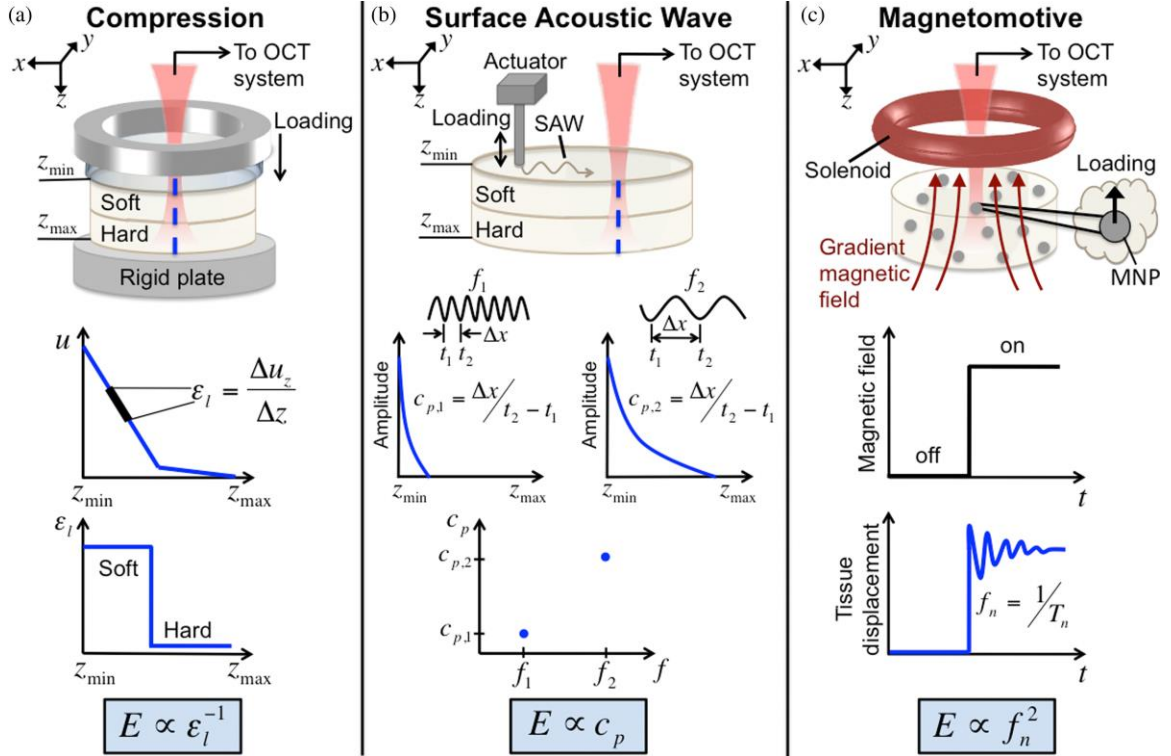 (a) Compression
x y z
To OCT
system
Loading
z_min
Soft
z_max
Hard
Rigid plate
u
ε_l = Δu_z / Δz
z_min z_max
ε_l
Soft
Hard
z_min z_max
E ∝ ε_l^-1
(b) Surface Acoustic Wave
x y z
To OCT
system
Actuator
Loading
SAW
z_min
Soft
z_max
Hard
f_1 f_2
Δx Δx
t_1 t_2 t_1 t_2
Amplitude
c_p,1 = Δx / t_2 − t_1
z_min z_max
Amplitude
c_p,2 = Δx / t_2 − t_1
z_min z_max
c_p
c_p,2
c_p,1
f_1 f_2 f
E ∝ c_p
(c) Magnetomotive
x y z
To OCT
system
Solenoid
Loading
Gradient
magnetic
field
MNP
Magnetic field
on
off
t
Tissue
displacement
f_n = 1/T_n
t
E ∝ f_n^2